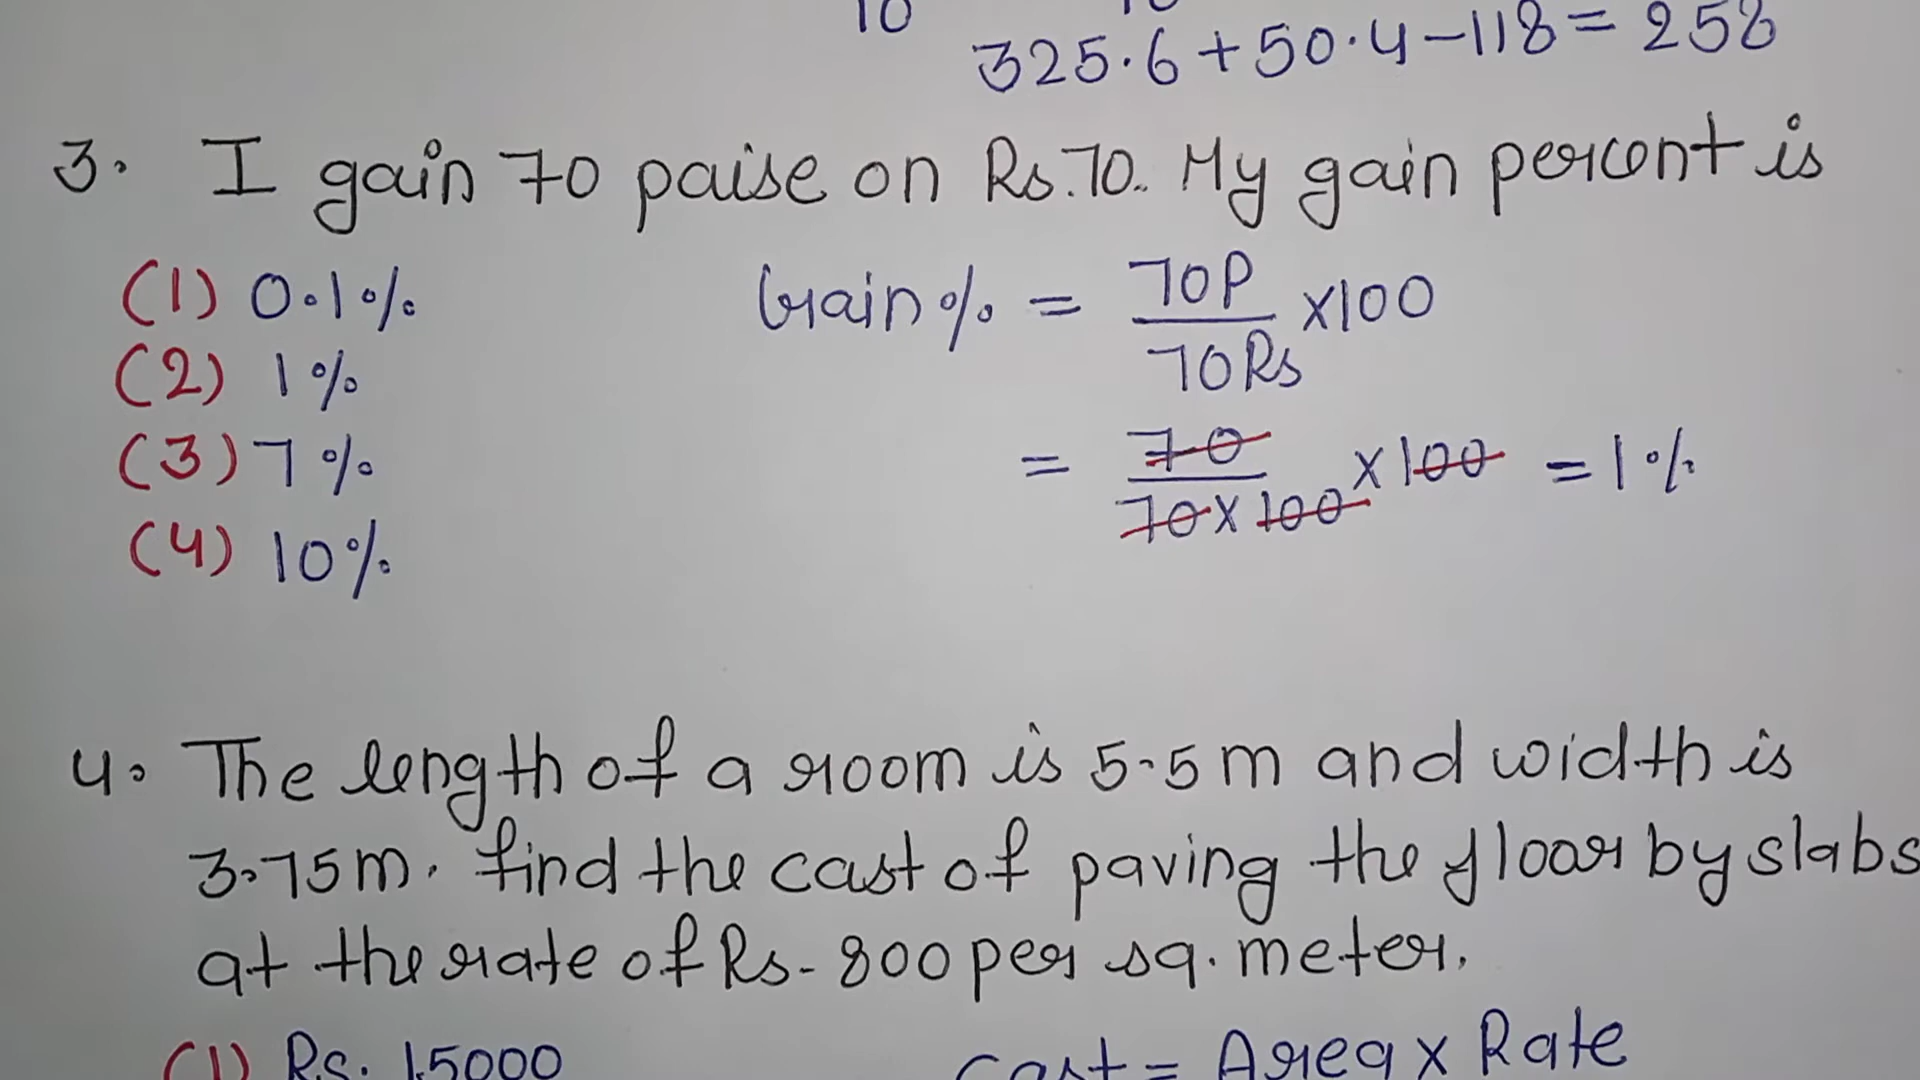 10
325.6+50.4-118=258
3. I gain 70 paise on Rs.70. My gain percent is
(1) 0.1%
(2) 1%
(3) 7%
(4) 10%
Gain% = 70P/70Rs ×100
= 70/70×100 ×100 = 1%
4. The length of a room is 5.5m and width is
3.75m. find the cast of paving the floor by slabs
at the rate of Rs- 800 per sq. meter.
(1) Rs. 15000
cast = Area × Rate